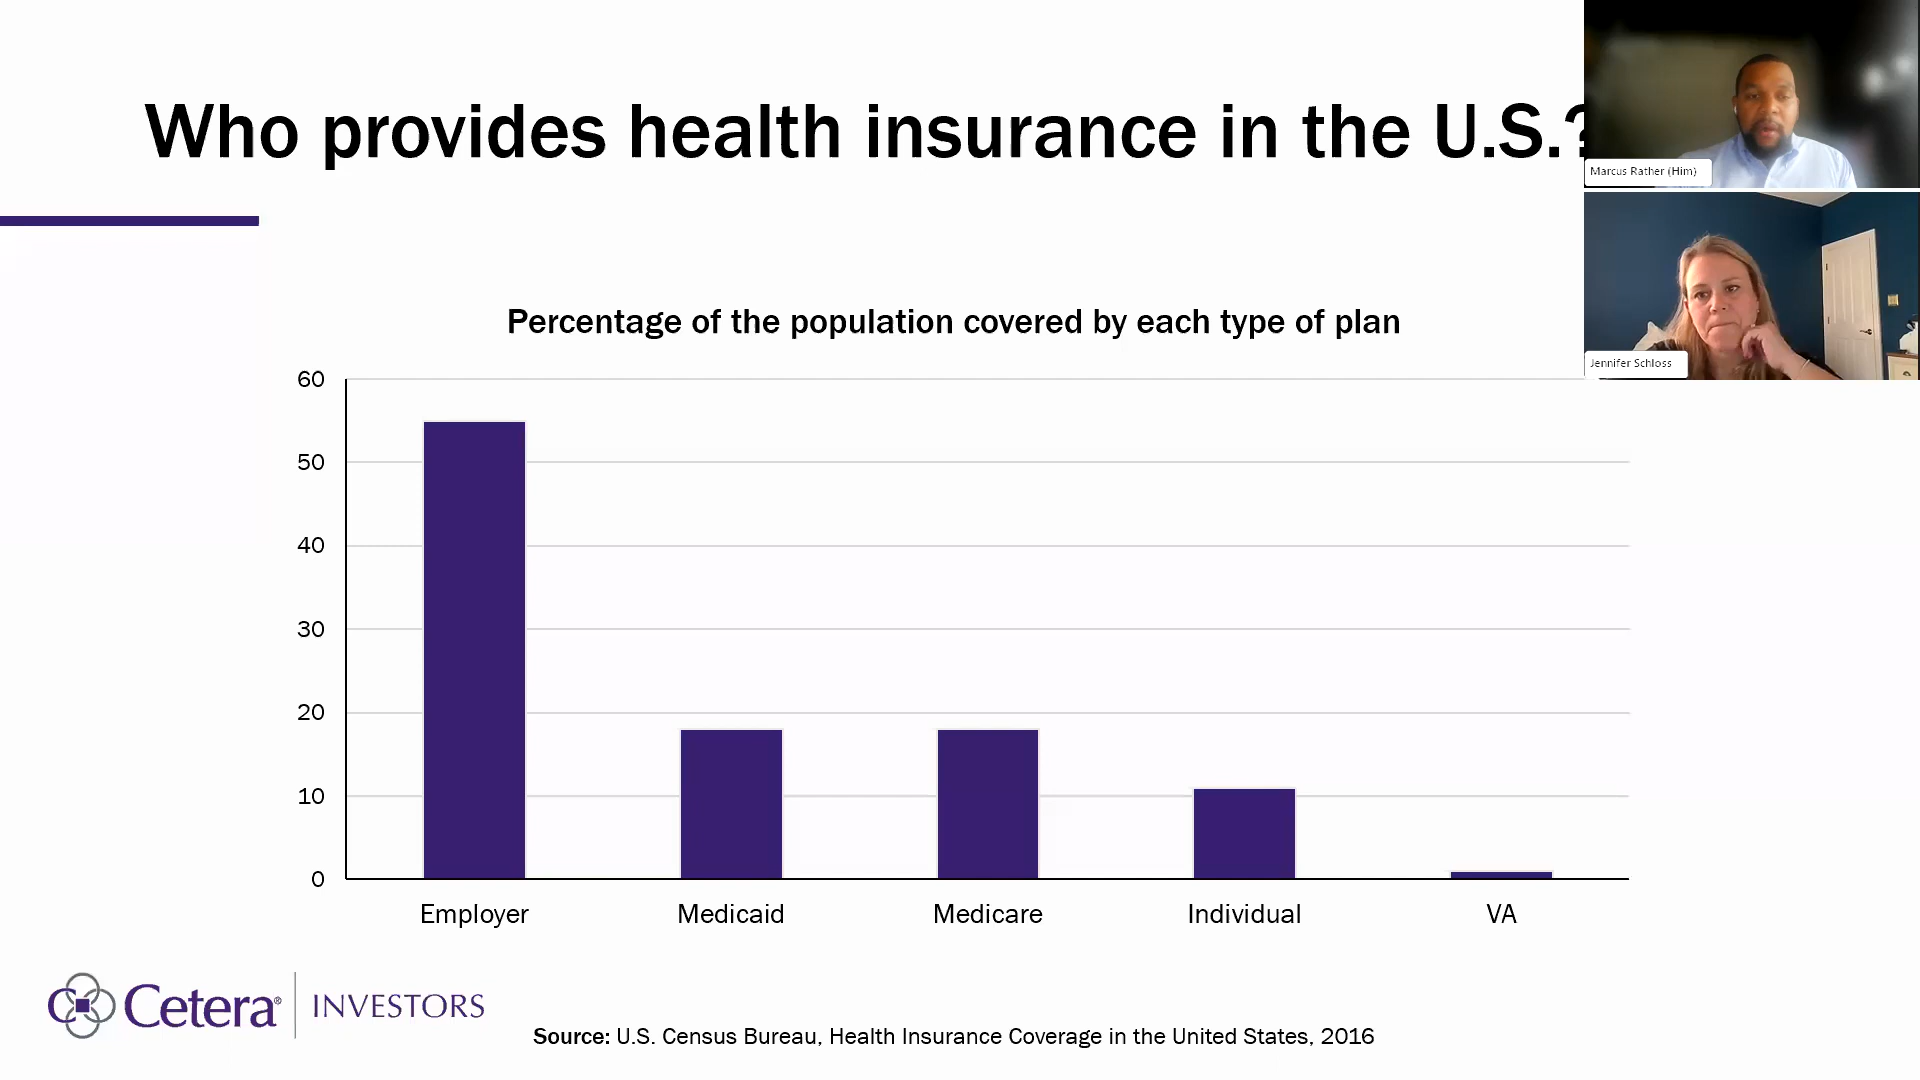 Who provides health insurance in the U.S.?
Marcus Rather (Him)
Jennifer Schloss
Percentage of the population covered by each type of plan
60
50
40
30
20
10
0
Employer Medicaid Medicare Individual VA
Cetera® INVESTORS
Source: U.S. Census Bureau, Health Insurance Coverage in the United States, 2016